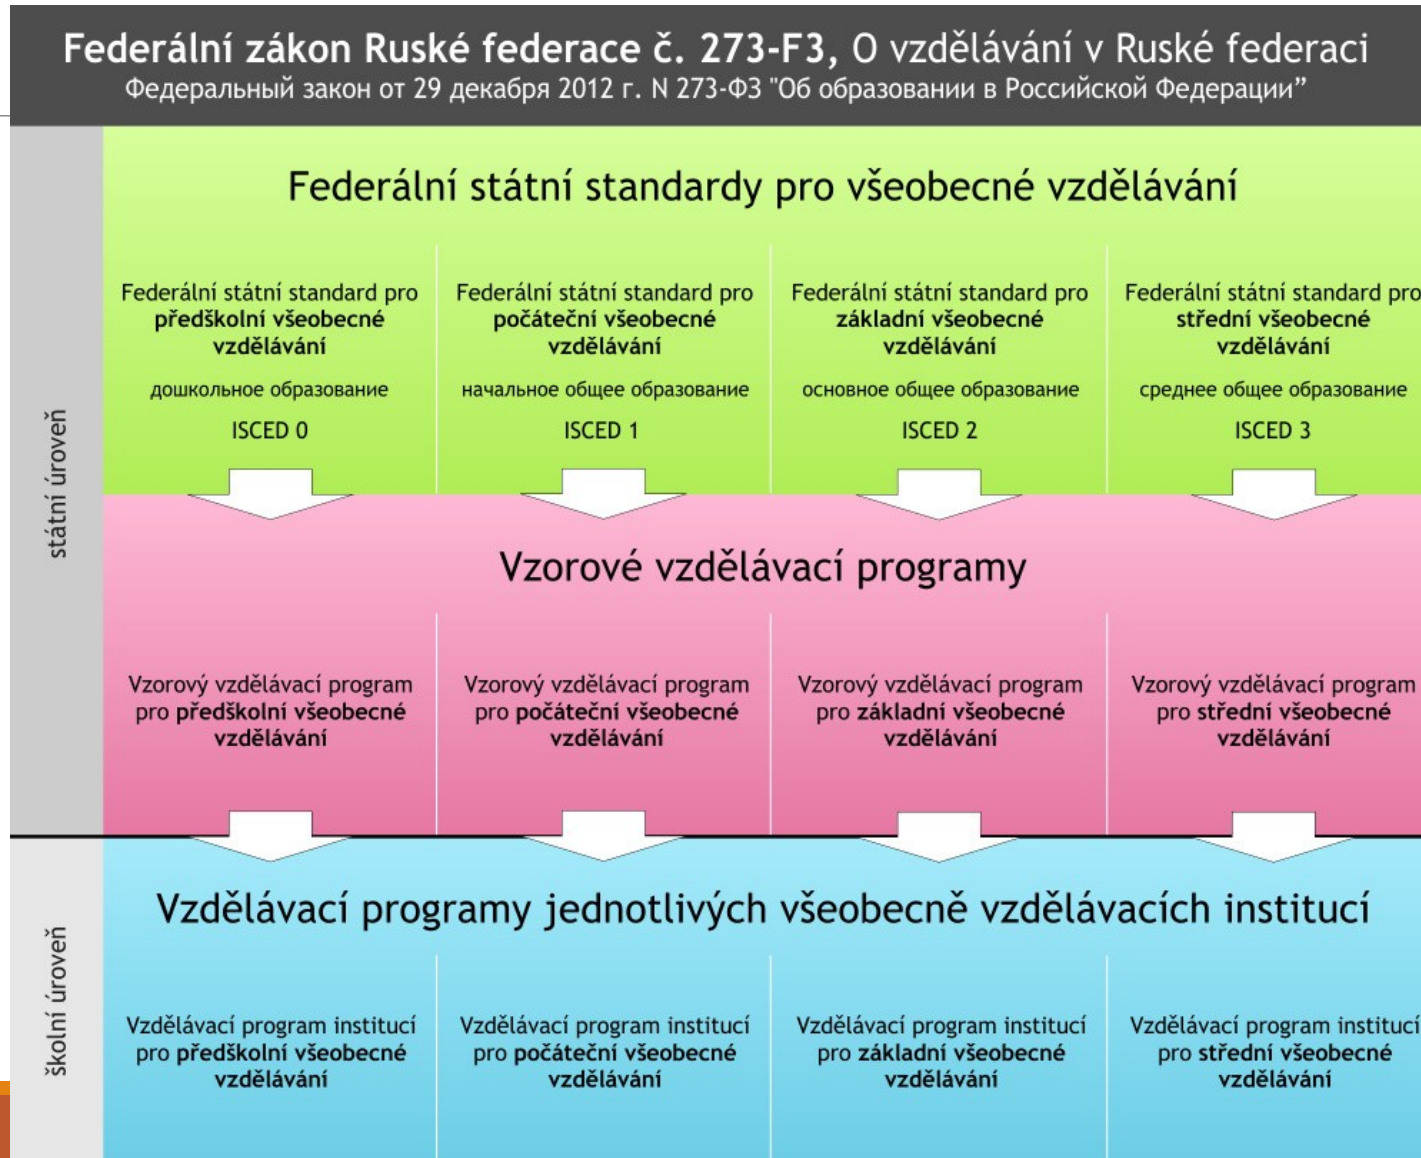 Federální zákon Ruské federace č. 273-F3, O vzdělávání v Ruské federaci
Федеральный закон от 29 декабря 2012 г. N 273-ФЗ "Об образовании в Российской Федерации”
státní úroveň
Federální státní standardy pro všeobecné vzdělávání
Federální státní standard pro
předškolní všeobecné
vzdělávání
дошкольное образование
ISCED 0
Federální státní standard pro
počáteční všeobecné
vzdělávání
начальное общее образование
ISCED 1
Federální státní standard pro
základní všeobecné
vzdělávání
основное общее образование
ISCED 2
Federální státní standard pro
střední všeobecné
vzdělávání
среднее общее образование
ISCED 3
Vzorové vzdělávací programy
Vzorový vzdělávací program
pro předškolní všeobecné
vzdělávání
Vzorový vzdělávací program
pro počáteční všeobecné
vzdělávání
Vzorový vzdělávací program
pro základní všeobecné
vzdělávání
Vzorový vzdělávací program
pro střední všeobecné
vzdělávání
školní úroveň
Vzdělávací programy jednotlivých všeobecně vzdělávacích institucí
Vzdělávací program institucí
pro předškolní všeobecné
vzdělávání
Vzdělávací program institucí
pro počáteční všeobecné
vzdělávání
Vzdělávací program institucí
pro základní všeobecné
vzdělávání
Vzdělávací program institucí
pro střední všeobecné
vzdělávání